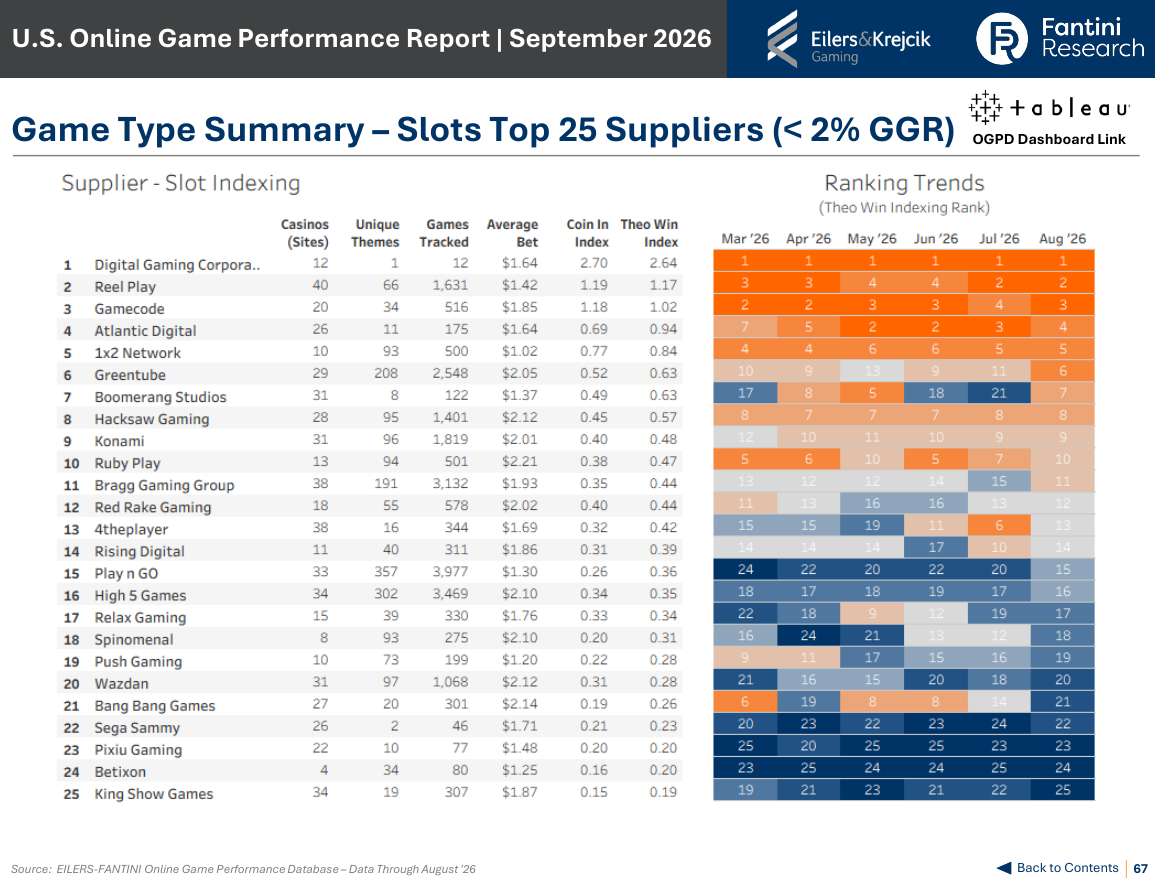 U.S. Online Game Performance Report | September 2026
Eilers&Krejcik
Gaming
Fantini
Research
Game Type Summary – Slots Top 25 Suppliers (< 2% GGR)
+ a b l e a u
OGPD Dashboard Link
Supplier - Slot Indexing
Casinos (Sites) Unique Themes Games Tracked Average Bet Coin In Index Theo Win Index
1 Digital Gaming Corpora.. 12 1 12 $1.64 2.70 2.64
2 Reel Play 40 66 1,631 $1.42 1.19 1.17
3 Gamecode 20 34 516 $1.85 1.18 1.02
4 Atlantic Digital 26 11 175 $1.64 0.69 0.94
5 1x2 Network 10 93 500 $1.02 0.77 0.84
6 Greentube 29 208 2,548 $2.05 0.52 0.63
7 Boomerang Studios 31 8 122 $1.37 0.49 0.63
8 Hacksaw Gaming 28 95 1,401 $2.12 0.45 0.57
9 Konami 31 96 1,819 $2.01 0.40 0.48
10 Ruby Play 13 94 501 $2.21 0.38 0.47
11 Bragg Gaming Group 38 191 3,132 $1.93 0.35 0.44
12 Red Rake Gaming 18 55 578 $2.02 0.40 0.44
13 4theplayer 38 16 344 $1.69 0.32 0.42
14 Rising Digital 11 40 311 $1.86 0.31 0.39
15 Play n GO 33 357 3,977 $1.30 0.26 0.36
16 High 5 Games 34 302 3,469 $2.10 0.34 0.35
17 Relax Gaming 15 39 330 $1.76 0.33 0.34
18 Spinomenal 8 93 275 $2.10 0.20 0.31
19 Push Gaming 10 73 199 $1.20 0.22 0.28
20 Wazdan 31 97 1,068 $2.12 0.31 0.28
21 Bang Bang Games 27 20 301 $2.14 0.19 0.26
22 Sega Sammy 26 2 46 $1.71 0.21 0.23
23 Pixiu Gaming 22 10 77 $1.48 0.20 0.20
24 Betixon 4 34 80 $1.25 0.16 0.20
25 King Show Games 34 19 307 $1.87 0.15 0.19
Ranking Trends
(Theo Win Indexing Rank)
Mar '26 Apr '26 May '26 Jun '26 Jul '26 Aug '26
1 1 1 1 1 1
3 3 4 4 2 2
2 2 3 3 4 3
7 5 2 2 3 4
4 4 6 6 5 5
10 9 13 9 11 6
17 8 5 18 21 7
8 7 7 7 8 8
12 10 11 10 9 9
5 6 10 5 7 10
13 12 12 14 15 11
11 13 16 16 13 12
15 15 19 11 6 13
14 14 14 17 10 14
24 22 20 22 20 15
18 17 18 19 17 16
22 18 9 12 19 17
16 24 21 13 12 18
9 11 17 15 16 19
21 16 15 20 18 20
6 19 8 8 14 21
20 23 22 23 24 22
25 20 25 25 23 23
23 25 24 24 25 24
19 21 23 21 22 25
Source: EILERS-FANTINI Online Game Performance Database – Data Through August '26
Back to Contents | 67